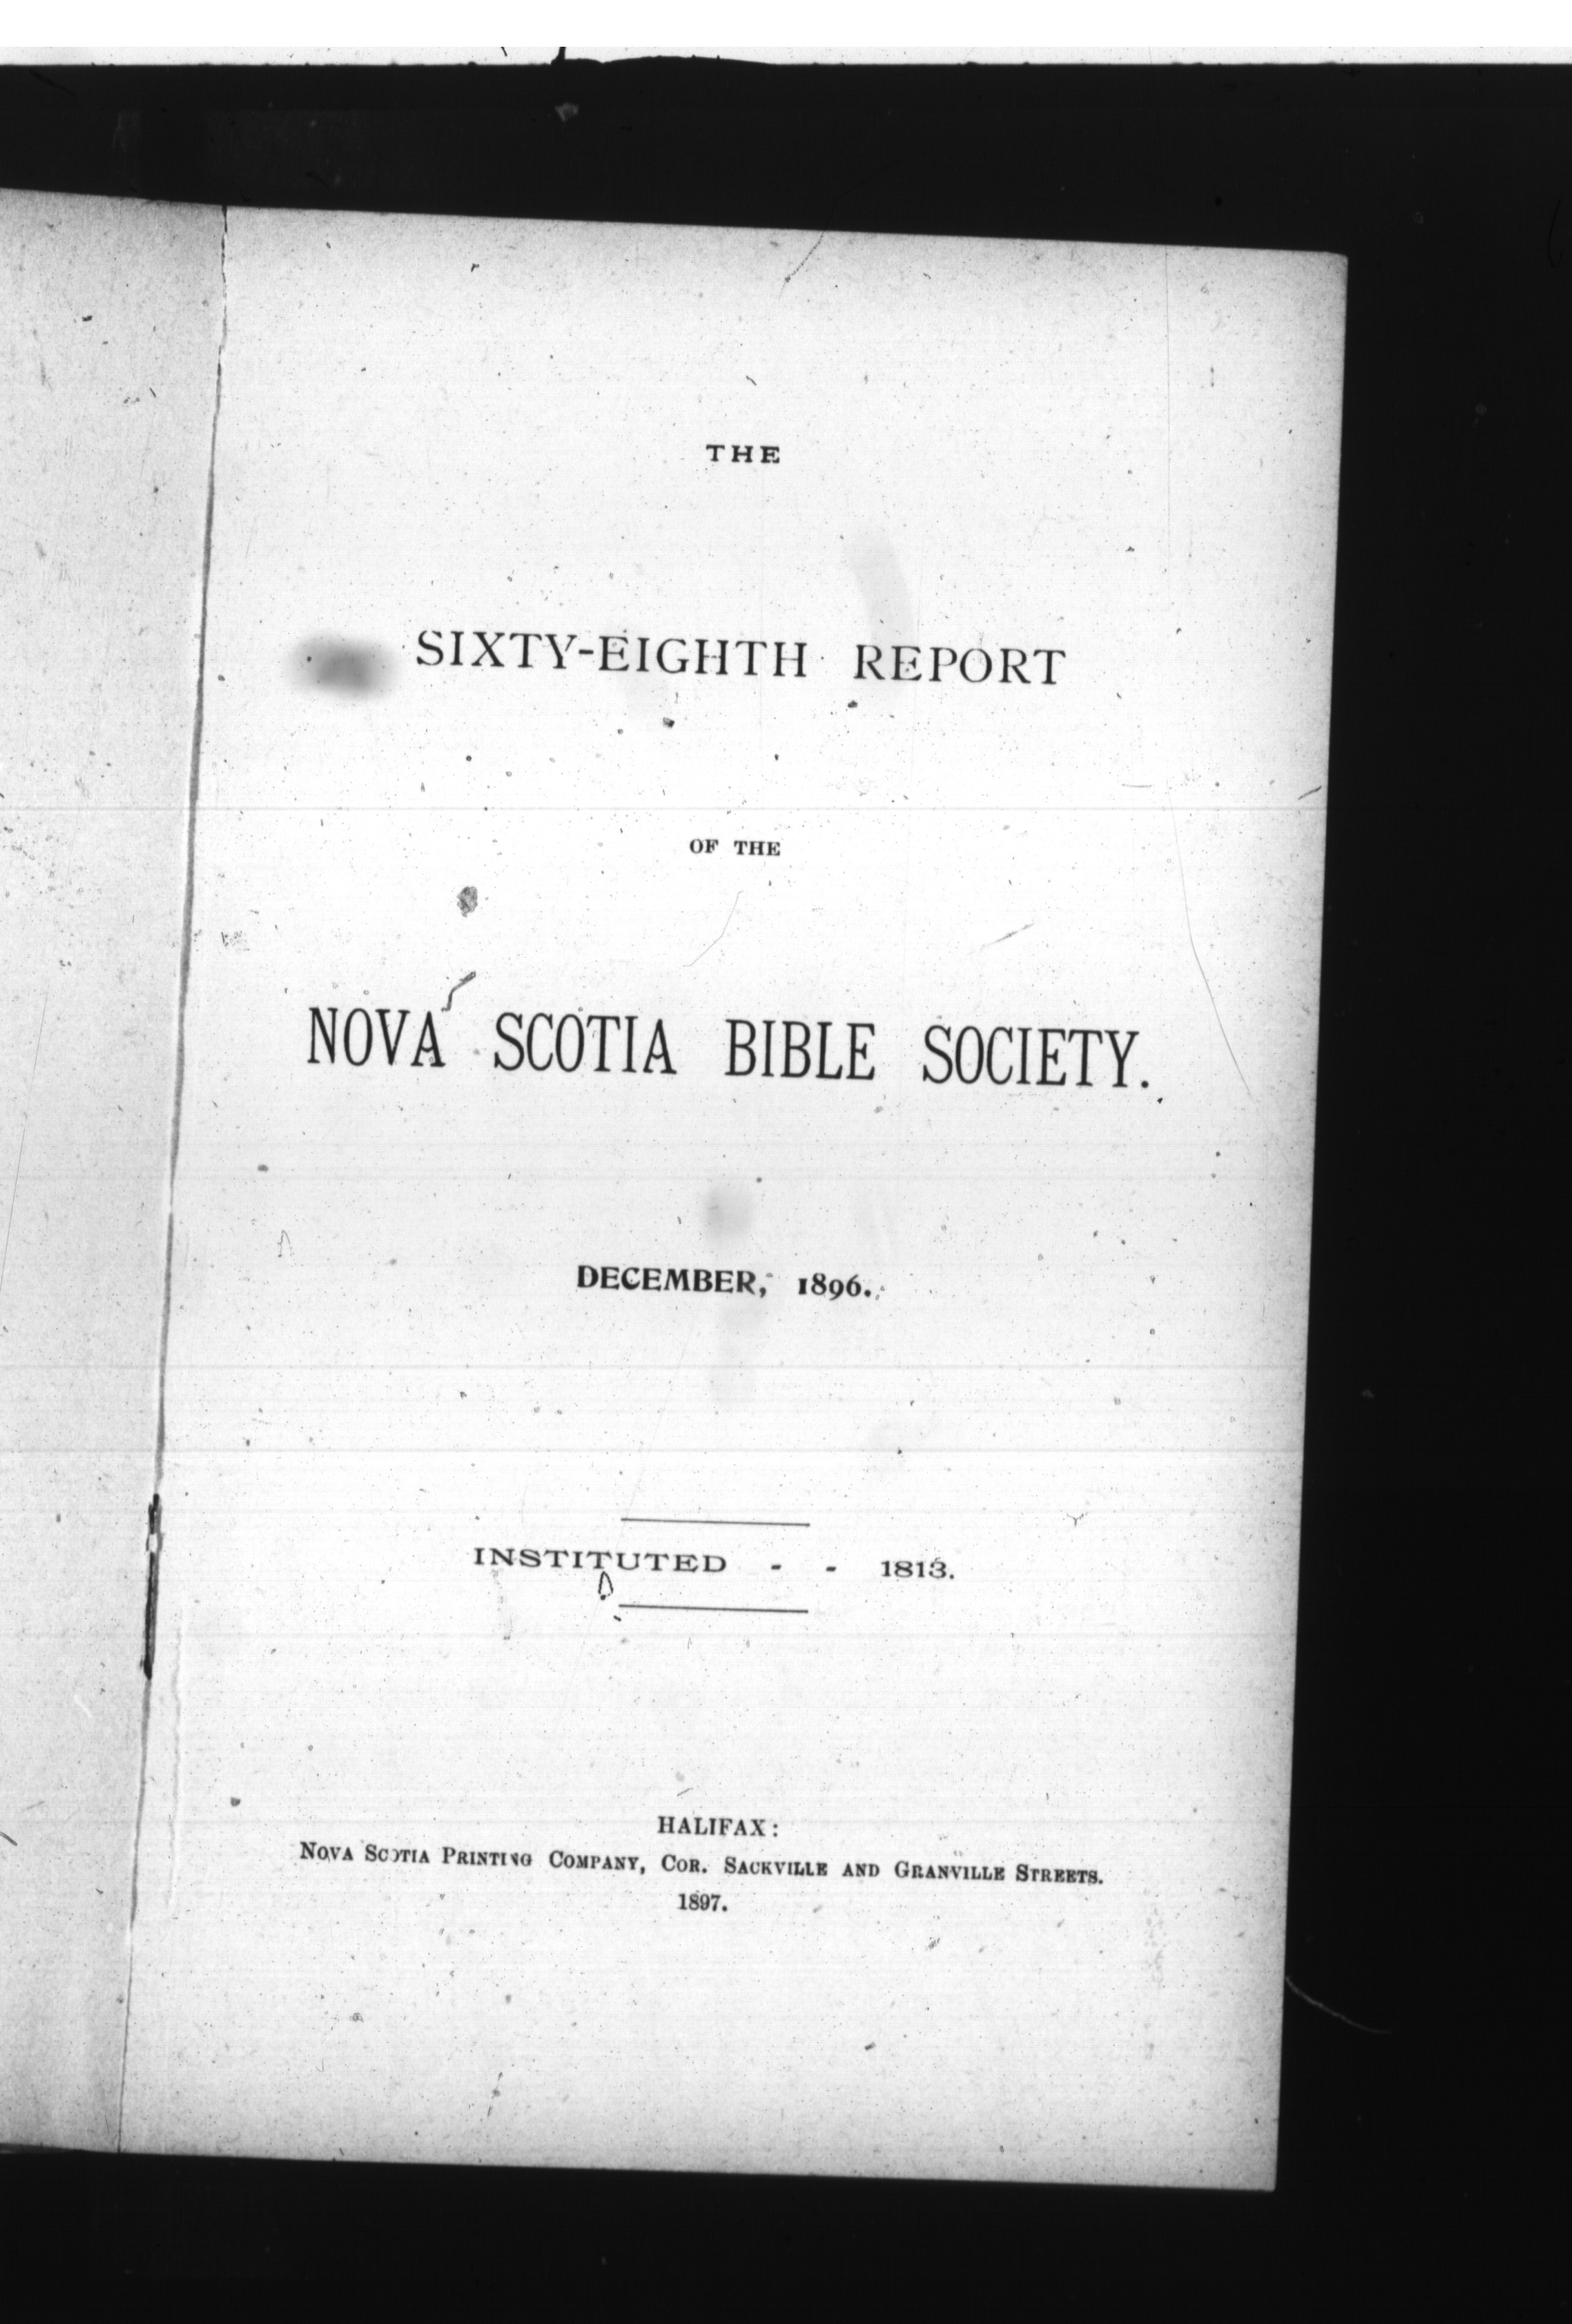 THE
SIXTY-EIGHTH REPORT
OF THE
NOVA SCOTIA BIBLE SOCIETY.
DECEMBER, 1896.
INSTITUTED - - 1813.
HALIFAX:
NOVA SCOTIA PRINTING COMPANY, COR. SACKVILLE AND GRANVILLE STREETS.
1897.